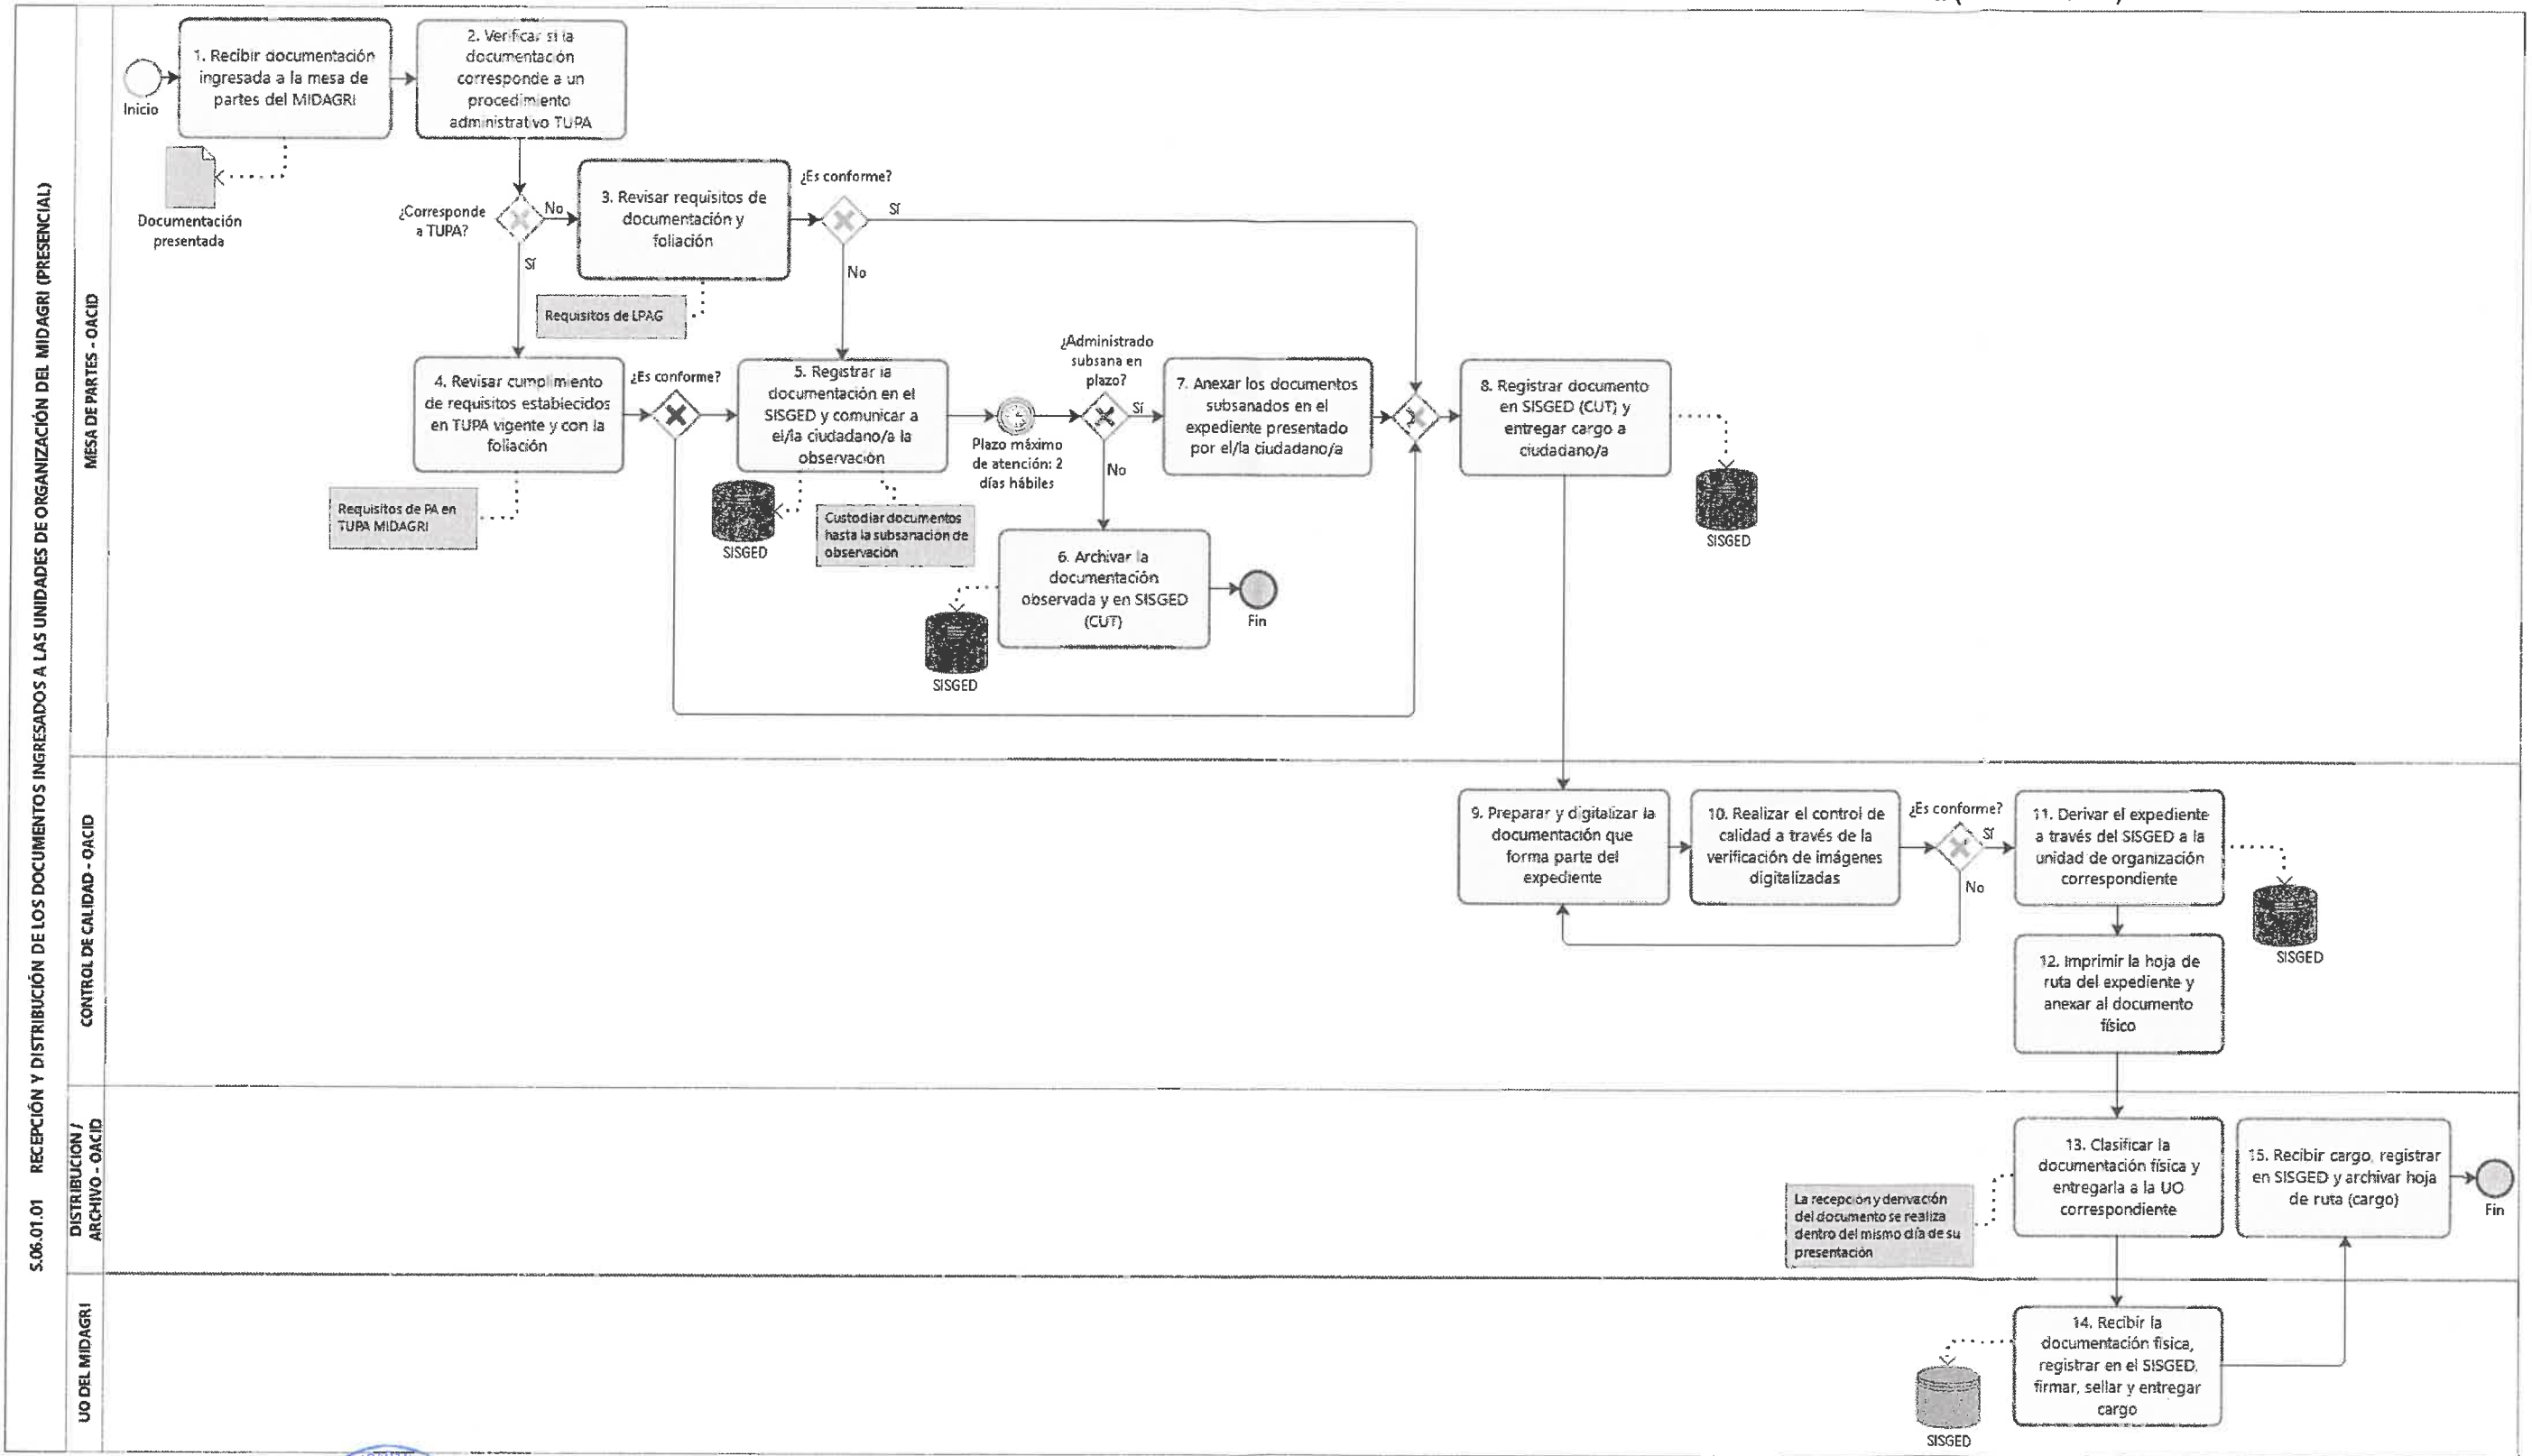 S.06.01.01 RECEPCIÓN Y DISTRIBUCIÓN DE LOS DOCUMENTOS INGRESADOS A LAS UNIDADES DE ORGANIZACIÓN DEL MIDAGRI (PRESENCIAL)
MESA DE PARTES - OACID
Inicio
1. Recibir documentación
ingresada a la mesa de
partes del MIDAGRI
Documentación
presentada
2. Verificar si la
documentación
corresponde a un
procedimiento
administrativo TUPA
¿Corresponde
a TUPA?
No
Sí
3. Revisar requisitos de
documentación y
foliación
Requisitos de LPAG
¿Es conforme?
Sí
No
4. Revisar cumplimiento
de requisitos establecidos
en TUPA vigente y con la
foliación
Requisitos de PA en
TUPA MIDAGRI
¿Es conforme?
5. Registrar la
documentación en el
SISGED y comunicar a
el/la ciudadano/a la
observación
SISGED
Custodiar documentos
hasta la subsanación de
observación
Plazo máximo
de atención: 2
días hábiles
¿Administrado
subsana en
plazo?
Sí
No
6. Archivar la
documentación
observada y en SISGED
(CUT)
SISGED
Fin
7. Anexar los documentos
subsanados en el
expediente presentado
por el/la ciudadano/a
8. Registrar documento
en SISGED (CUT) y
entregar cargo a
ciudadano/a
SISGED
CONTROL DE CALIDAD - OACID
9. Preparar y digitalizar la
documentación que
forma parte del
expediente
10. Realizar el control de
calidad a través de la
verificación de imágenes
digitalizadas
¿Es conforme?
Sí
No
11. Derivar el expediente
a través del SISGED a la
unidad de organización
correspondiente
SISGED
12. Imprimir la hoja de
ruta del expediente y
anexar al documento
físico
DISTRIBUCION /
ARCHIVO - OACID
La recepción y derivación
del documento se realiza
dentro del mismo día de su
presentación
13. Clasificar la
documentación física y
entregarla a la UO
correspondiente
15. Recibir cargo, registrar
en SISGED y archivar hoja
de ruta (cargo)
Fin
UO DEL MIDAGRI
14. Recibir la
documentación física,
registrar en el SISGED,
firmar, sellar y entregar
cargo
SISGED